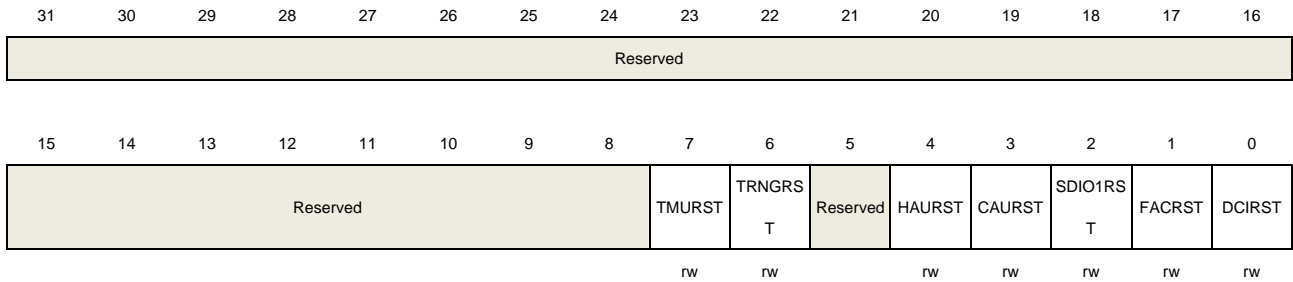 31 30 29 28 27 26 25 24 23 22 21 20 19 18 17 16
Reserved
15 14 13 12 11 10 9 8 7 6 5 4 3 2 1 0
Reserved TMURST TRNGRS
T Reserved HAURST CAURST SDIO1RS
T FACRST DCIRST
rw rw rw rw rw rw rw